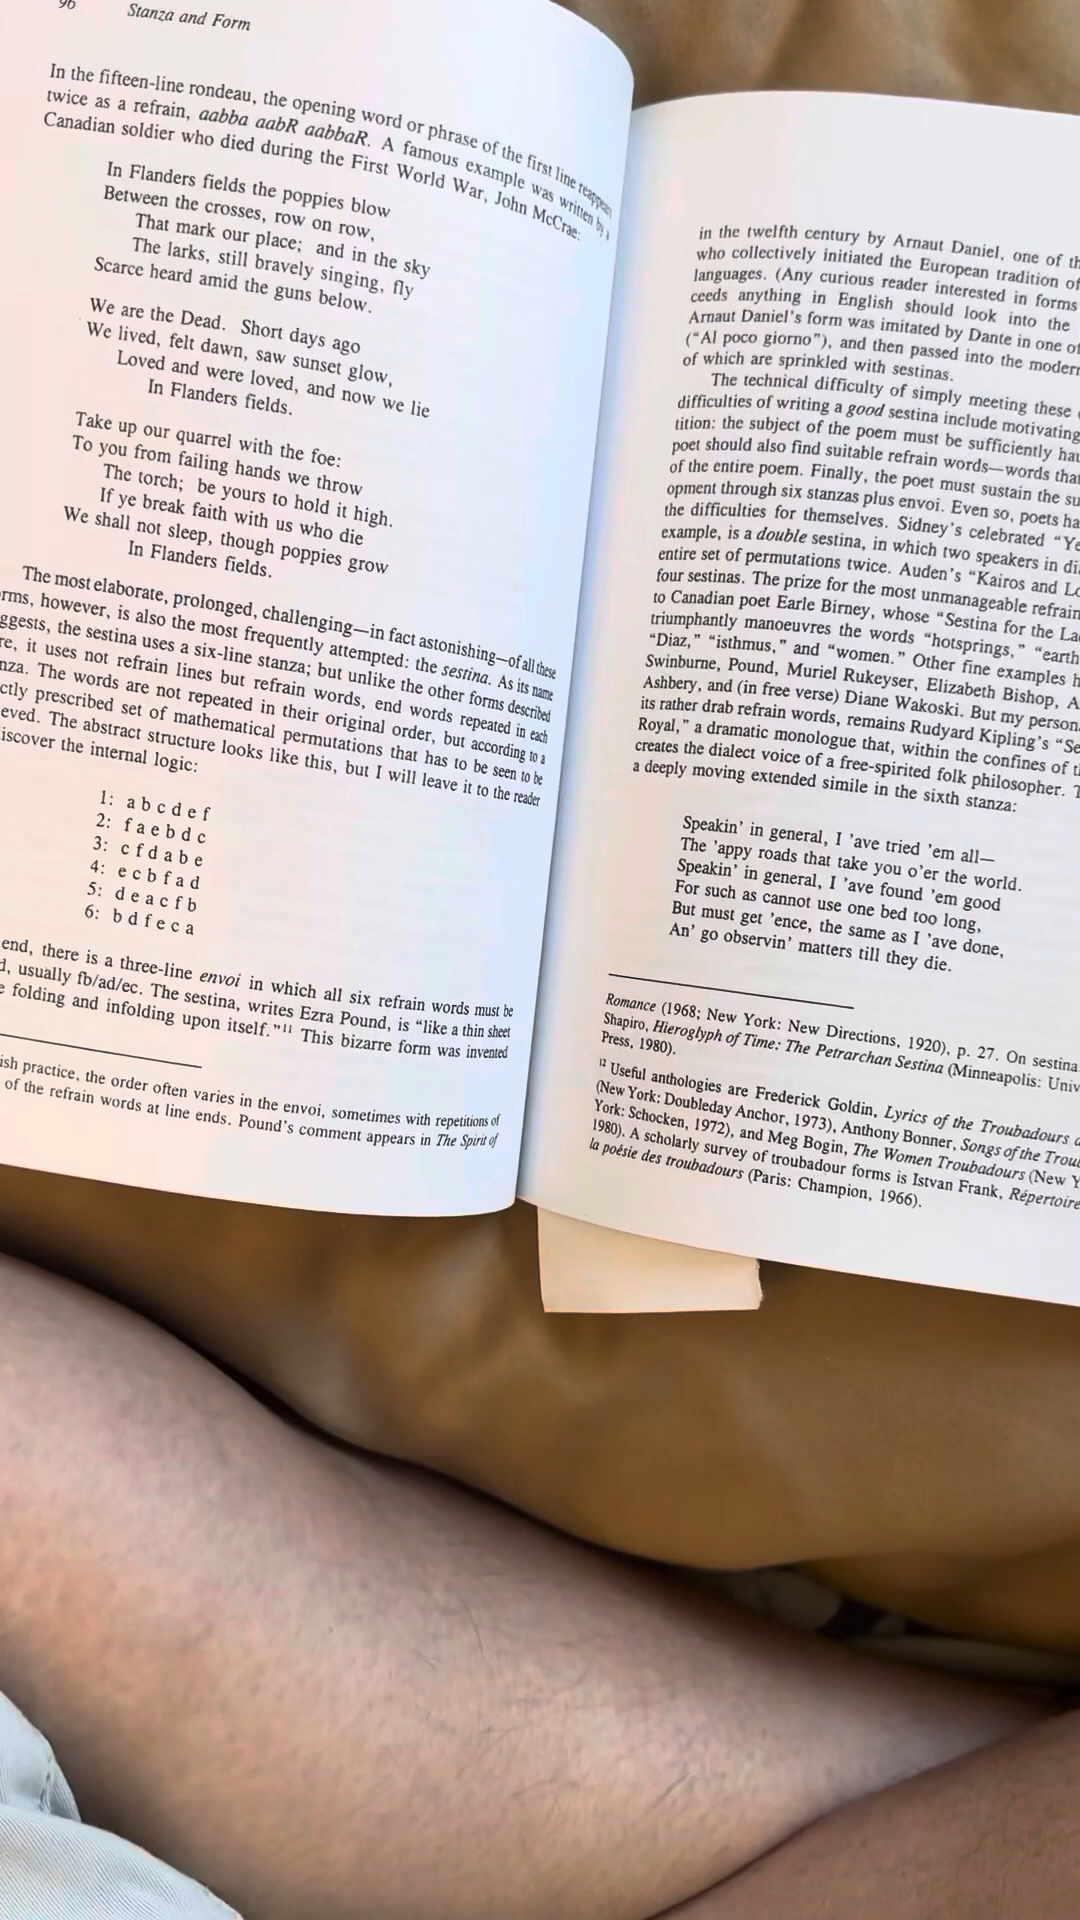 96
Stanza and Form
In the fifteen-line rondeau, the opening word or phrase of the first line reappears
twice as a refrain, aabba aabR aabbaR. A famous example was written by a
Canadian soldier who died during the First World War, John McCrae:
In Flanders fields the poppies blow
Between the crosses, row on row,
That mark our place; and in the sky
The larks, still bravely singing, fly
Scarce heard amid the guns below.
We are the Dead. Short days ago
We lived, felt dawn, saw sunset glow,
Loved and were loved, and now we lie
In Flanders fields.
Take up our quarrel with the foe:
To you from failing hands we throw
The torch; be yours to hold it high.
If ye break faith with us who die
We shall not sleep, though poppies grow
In Flanders fields.
The most elaborate, prolonged, challenging—in fact astonishing—of all these
rms, however, is also the most frequently attempted: the sestina. As its name
ggests, the sestina uses a six-line stanza; but unlike the other forms described
re, it uses not refrain lines but refrain words, end words repeated in each
nza. The words are not repeated in their original order, but according to a
ctly prescribed set of mathematical permutations that has to be seen to be
eved. The abstract structure looks like this, but I will leave it to the reader
iscover the internal logic:
1: a b c d e f
2: f a e b d c
3: c f d a b e
4: e c b f a d
5: d e a c f b
6: b d f e c a
end, there is a three-line envoi in which all six refrain words must be
d, usually fb/ad/ec. The sestina, writes Ezra Pound, is "like a thin sheet
e folding and infolding upon itself."11 This bizarre form was invented
ish practice, the order often varies in the envoi, sometimes with repetitions of
of the refrain words at line ends. Pound's comment appears in The Spirit of
in the twelfth century by Arnaut Daniel, one of th
who collectively initiated the European tradition of
languages. (Any curious reader interested in forms
ceeds anything in English should look into the
Arnaut Daniel's form was imitated by Dante in one of
("Al poco giorno"), and then passed into the modern
of which are sprinkled with sestinas.
The technical difficulty of simply meeting these
difficulties of writing a good sestina include motivating
tition: the subject of the poem must be sufficiently hau
poet should also find suitable refrain words—words that
of the entire poem. Finally, the poet must sustain the su
opment through six stanzas plus envoi. Even so, poets ha
the difficulties for themselves. Sidney's celebrated "Ye
example, is a double sestina, in which two speakers in di
entire set of permutations twice. Auden's "Kairos and Lo
four sestinas. The prize for the most unmanageable refrain
to Canadian poet Earle Birney, whose "Sestina for the La
triumphantly manoeuvres the words "hotsprings," "earth
"Diaz," "isthmus," and "women." Other fine examples h
Swinburne, Pound, Muriel Rukeyser, Elizabeth Bishop, A
Ashbery, and (in free verse) Diane Wakoski. But my person
its rather drab refrain words, remains Rudyard Kipling's "Se
Royal," a dramatic monologue that, within the confines of t
creates the dialect voice of a free-spirited folk philosopher. T
a deeply moving extended simile in the sixth stanza:
Speakin' in general, I 'ave tried 'em all—
The 'appy roads that take you o'er the world.
Speakin' in general, I 'ave found 'em good
For such as cannot use one bed too long,
But must get 'ence, the same as I 'ave done,
An' go observin' matters till they die.
Romance (1968; New York: New Directions, 1920), p. 27. On sestina
Shapiro, Hieroglyph of Time: The Petrarchan Sestina (Minneapolis: Univ
Press, 1980).
12 Useful anthologies are Frederick Goldin, Lyrics of the Troubadours a
(New York: Doubleday Anchor, 1973), Anthony Bonner, Songs of the Trou
York: Schocken, 1972), and Meg Bogin, The Women Troubadours (New Y
1980). A scholarly survey of troubadour forms is Istvan Frank, Répertoire
la poésie des troubadours (Paris: Champion, 1966).